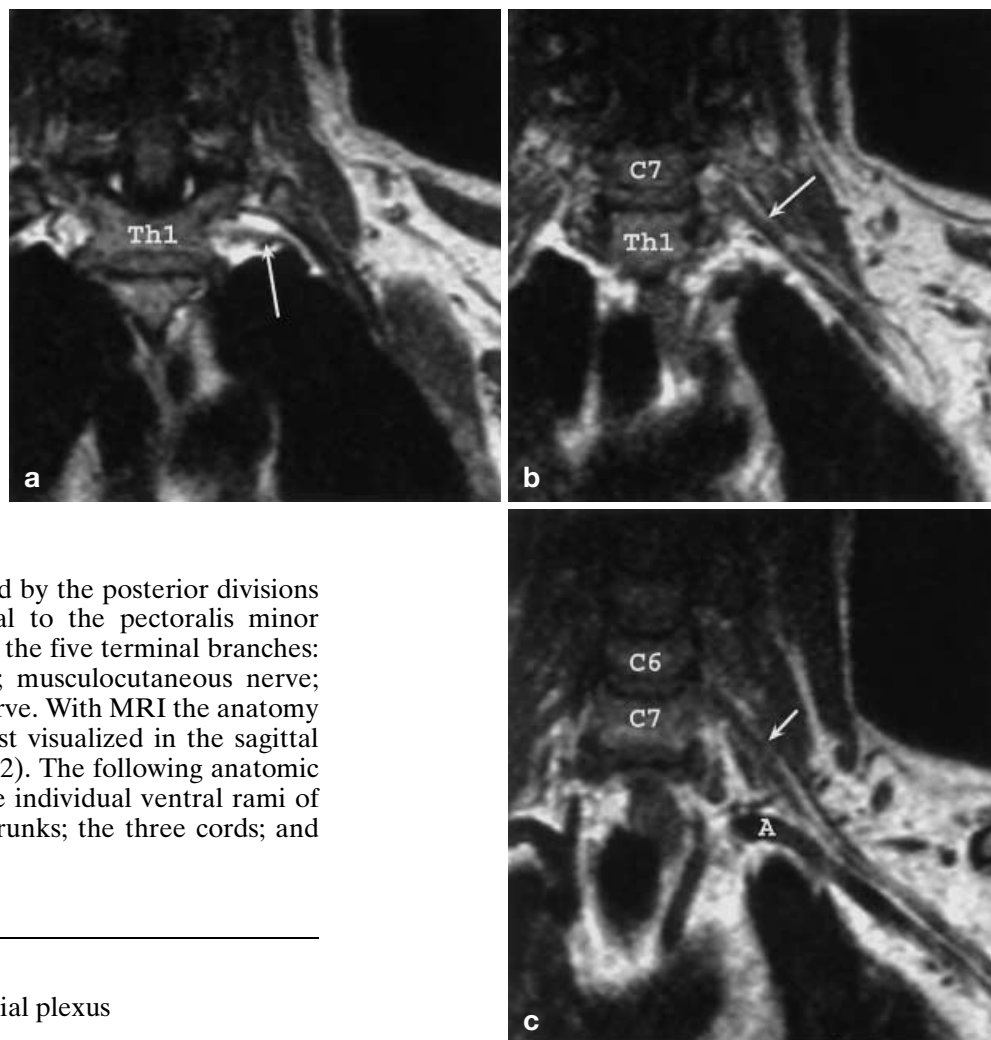 Th1
a
C7
Th1
b
d by the posterior divisions
al to the pectoralis minor
the five terminal branches:
; musculocutaneous nerve;
rve. With MRI the anatomy
st visualized in the sagittal
2). The following anatomic
e individual ventral rami of
runks; the three cords; and
ial plexus
C6
C7
A
c